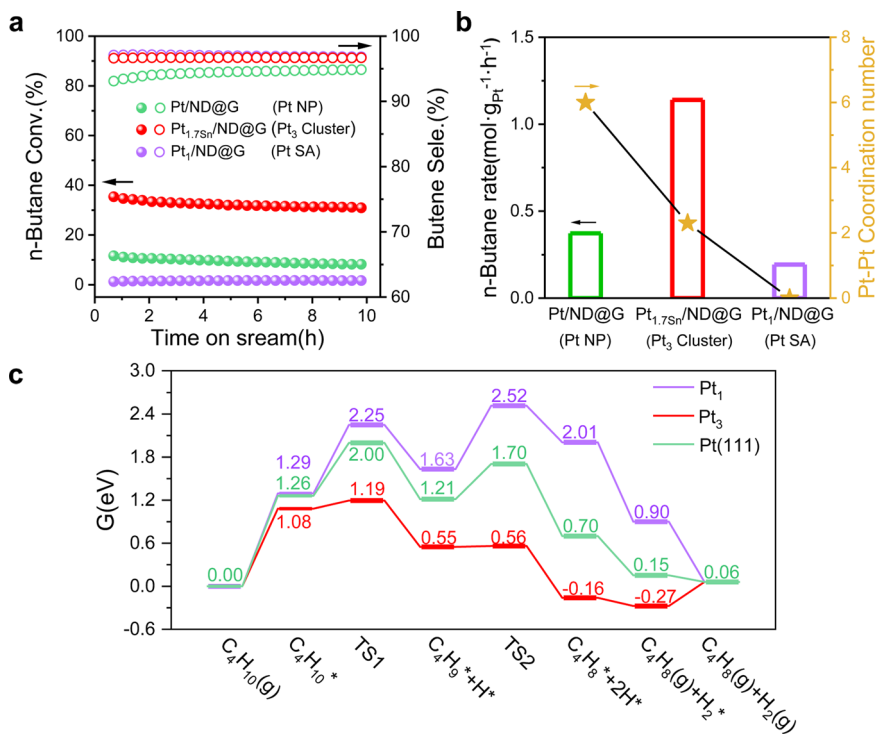 a
n-Butane Conv.(%)
100
80
60
40
20
0
Pt/ND@G (Pt NP)
Pt1.7Sn/ND@G (Pt3 Cluster)
Pt1/ND@G (Pt SA)
0 2 4 6 8 10
Time on sream(h)
100
95
90
85
80
75
70
65
60
Butene Sele.(%)
b
n-Butane rate(mol·gPt-1·h-1)
1.5
1.0
0.5
0.0
Pt/ND@G Pt1.7Sn/ND@G Pt1/ND@G
(Pt NP) (Pt3 Cluster) (Pt SA)
8
6
4
2
0
Pt-Pt Coordination number
c
G(eV)
3.0
2.4
1.8
1.2
0.6
0.0
-0.6
Pt1
Pt3
Pt(111)
0.00
1.29
1.26
1.08
2.25
2.00
1.19
1.63
1.21
0.55
2.52
1.70
0.56
2.01
0.70
-0.16
0.90
0.15
-0.27
0.06
C4H10(g)
C4H10*
TS1
C4H9*+H*
TS2
C4H8*+2H*
C4H8(g)+H2*
C4H8(g)+H2(g)